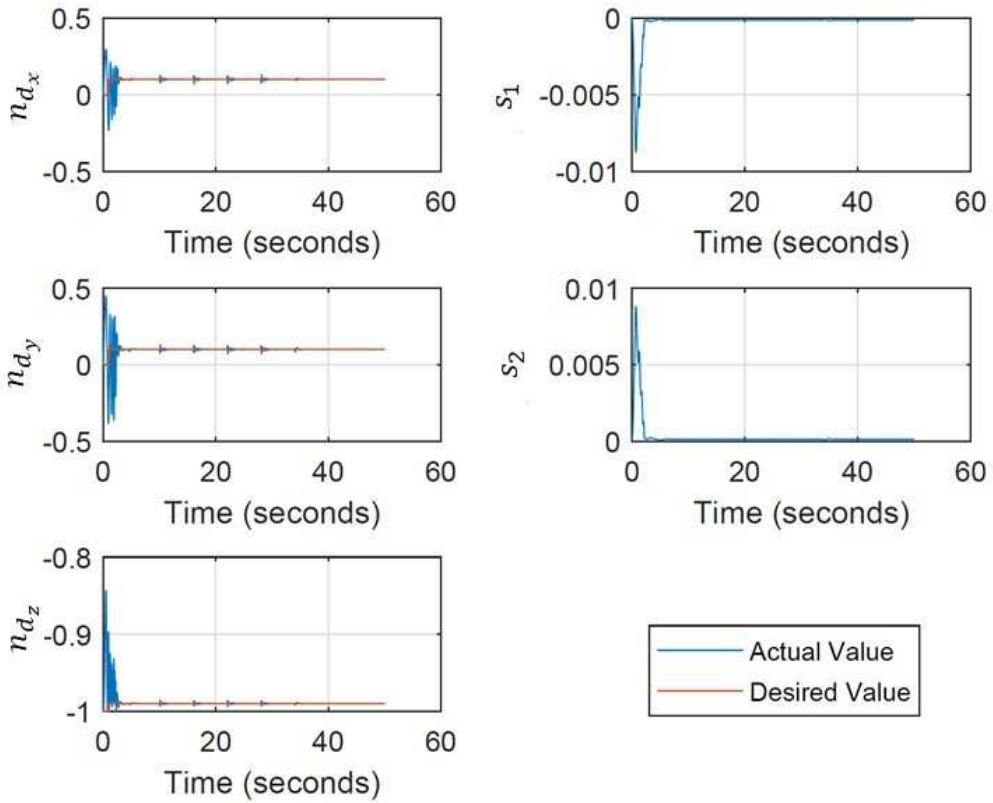 0.5
n_{d_x}
0
-0.5
0 20 40 60
Time (seconds)
0
s_1
-0.005
-0.01
0 20 40 60
Time (seconds)
0.5
n_{d_y}
0
-0.5
0 20 40 60
Time (seconds)
0.01
s_2
0.005
0
0 20 40 60
Time (seconds)
-0.8
n_{d_z}
-0.9
-1
0 20 40 60
Time (seconds)
Actual Value
Desired Value